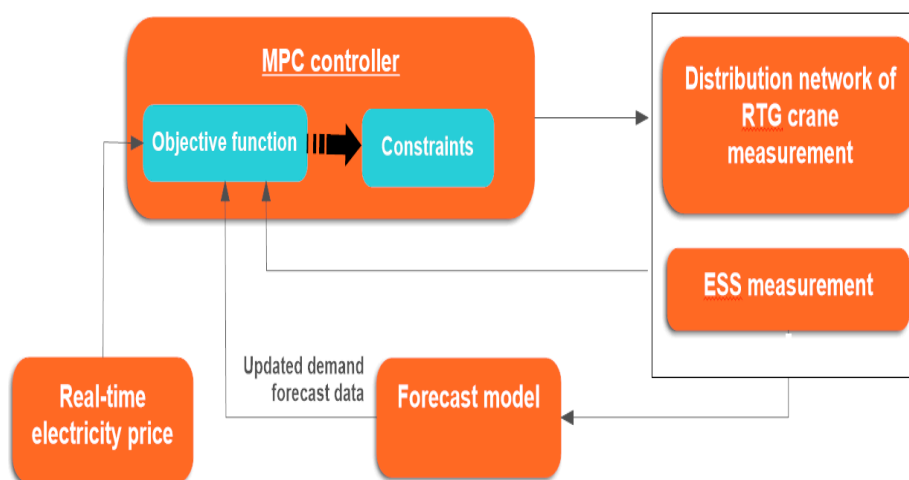 MPC controller
Objective function
Constraints
Distribution network of
RTG crane
measurement
ESS measurement
Updated demand
forecast data
Forecast model
Real-time
electricity price